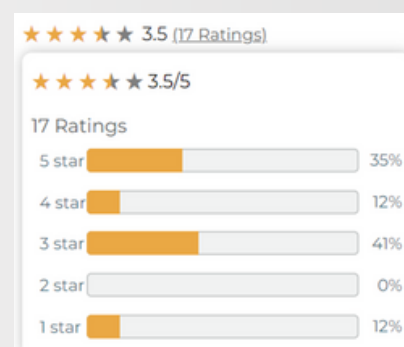 3.5 (17 Ratings)
3.5/5
17 Ratings
5 star 35%
4 star 12%
3 star 41%
2 star 0%
1 star 12%